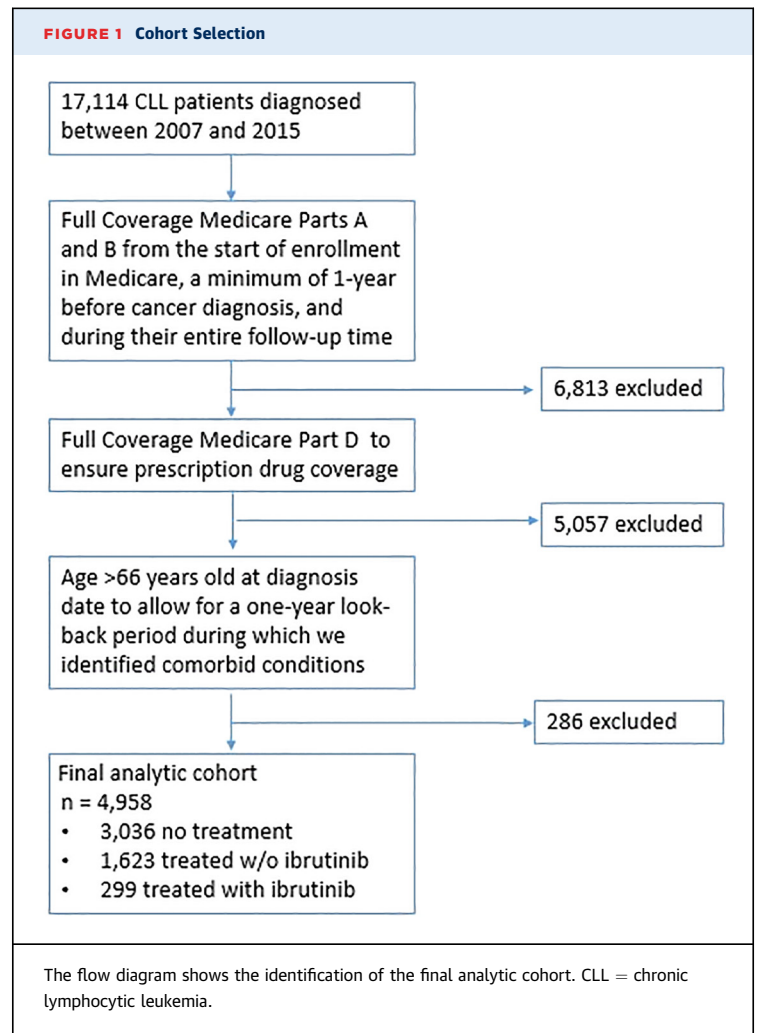 FIGURE 1 Cohort Selection
17,114 CLL patients diagnosed
between 2007 and 2015
Full Coverage Medicare Parts A
and B from the start of enrollment
in Medicare, a minimum of 1-year
before cancer diagnosis, and
during their entire follow-up time
6,813 excluded
Full Coverage Medicare Part D to
ensure prescription drug coverage
5,057 excluded
Age >66 years old at diagnosis
date to allow for a one-year look-
back period during which we
identified comorbid conditions
286 excluded
Final analytic cohort
n = 4,958
• 3,036 no treatment
• 1,623 treated w/o ibrutinib
• 299 treated with ibrutinib
The flow diagram shows the identification of the final analytic cohort. CLL = chronic
lymphocytic leukemia.